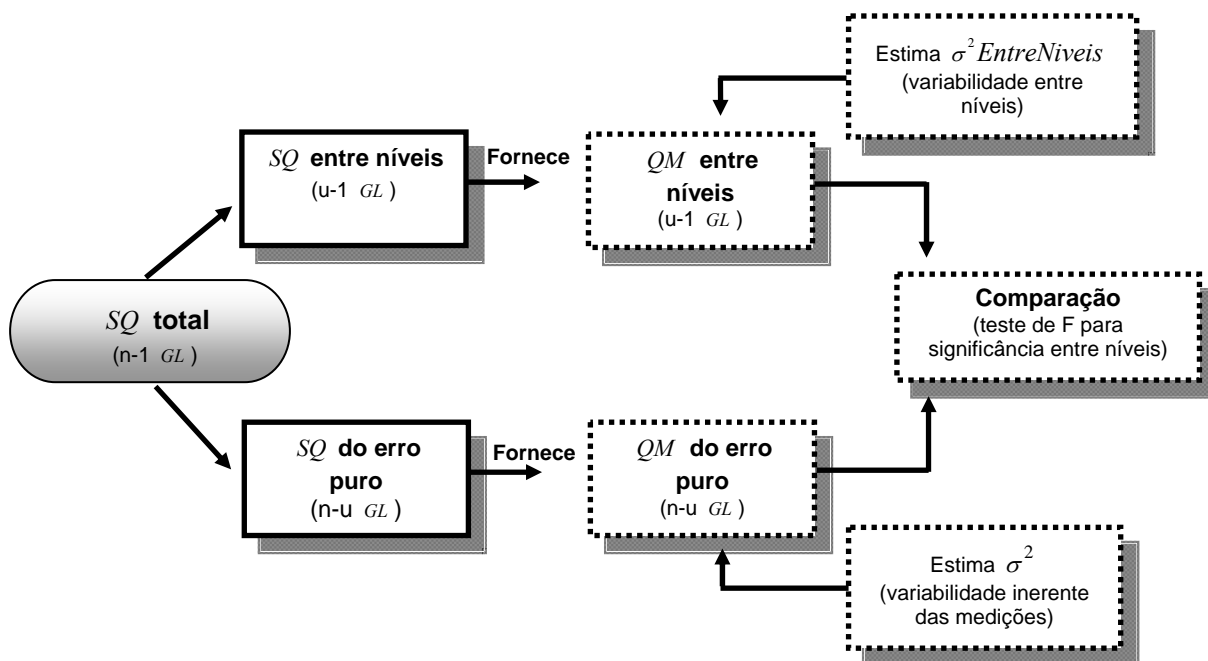 Estima σ² EntreNiveis
(variabilidade entre
níveis)
SQ entre níveis
(u-1 GL )
Fornece
QM entre
níveis
(u-1 GL )
SQ total
(n-1 GL )
Comparação
(teste de F para
significância entre níveis)
SQ do erro
puro
(n-u GL )
Fornece
QM do erro
puro
(n-u GL )
Estima σ²
(variabilidade inerente
das medições)